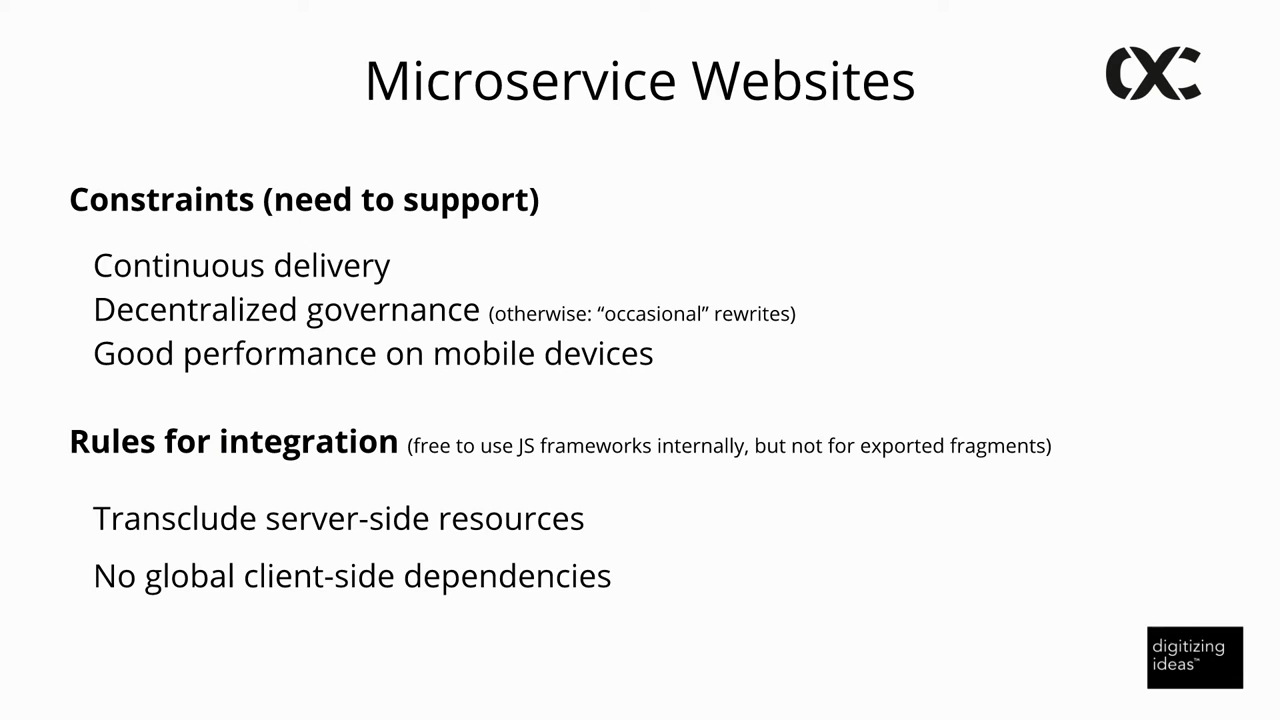 Microservice Websites
Constraints (need to support)
Continuous delivery
Decentralized governance (otherwise: “occasional” rewrites)
Good performance on mobile devices
Rules for integration (free to use JS frameworks internally, but not for exported fragments)
Transclude server-side resources
No global client-side dependencies
digitizing
ideas™